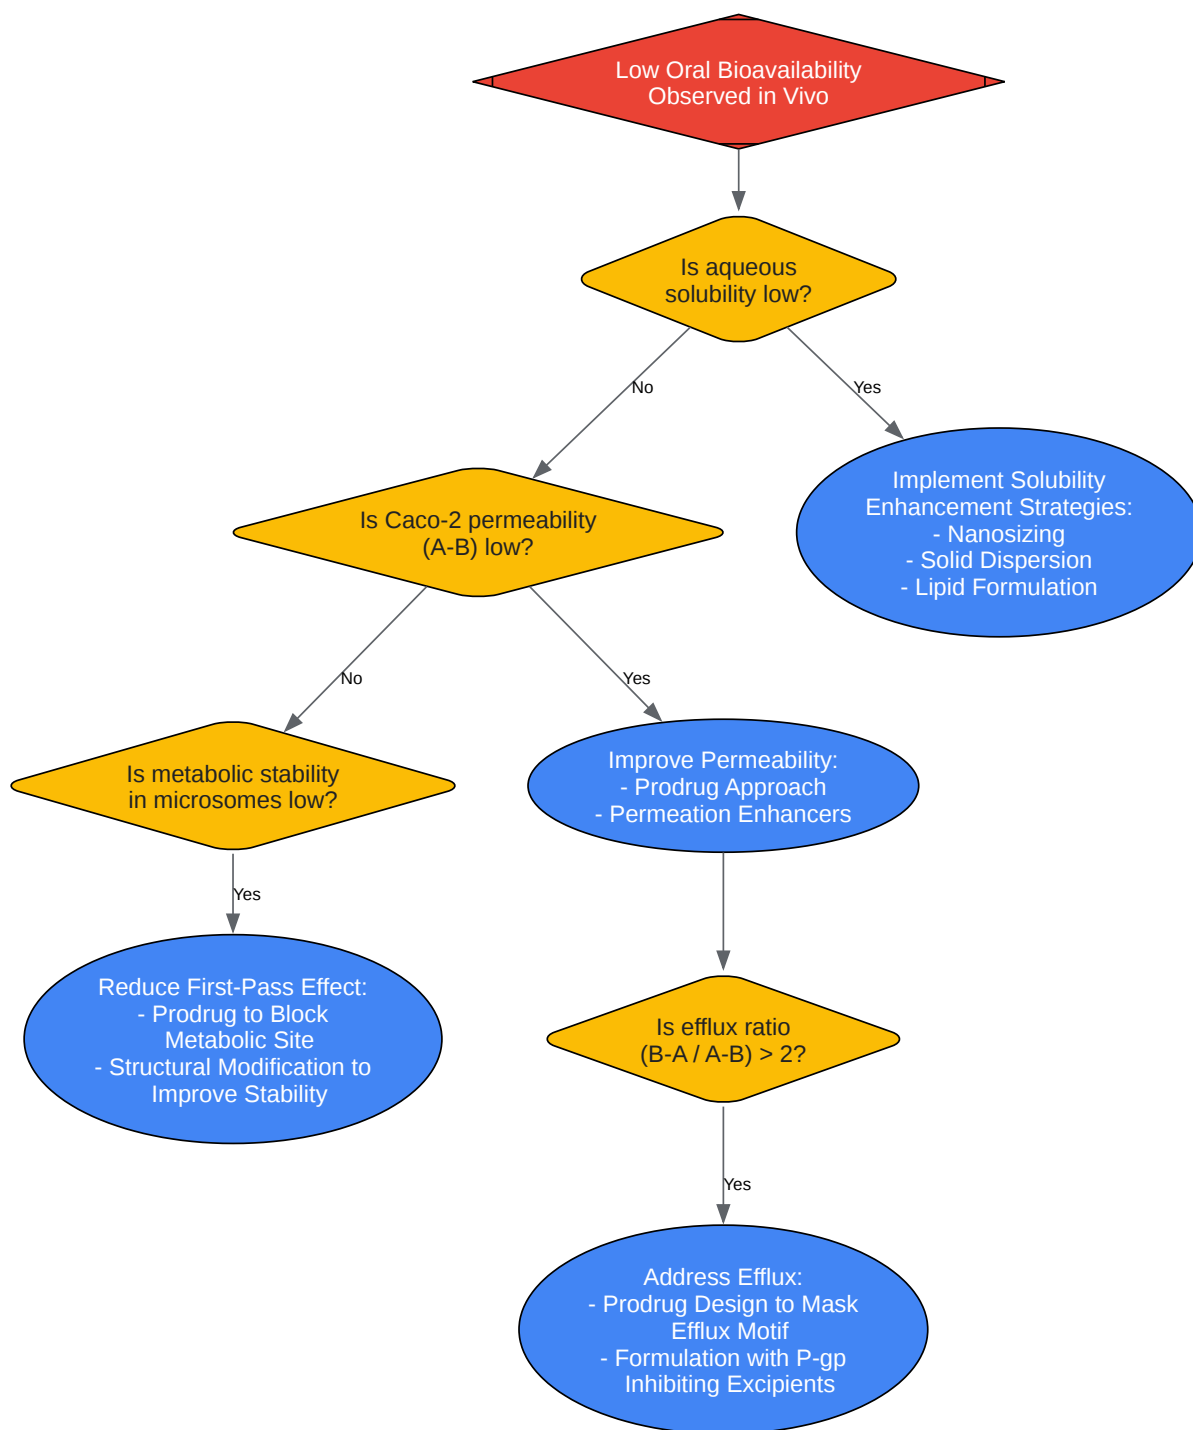 Low Oral Bioavailability
Observed in Vivo
Is aqueous
solubility low?
No
Yes
Implement Solubility
Enhancement Strategies:
- Nanosizing
- Solid Dispersion
- Lipid Formulation
Is Caco-2 permeability
(A-B) low?
No
Yes
Is metabolic stability
in microsomes low?
Improve Permeability:
- Prodrug Approach
- Permeation Enhancers
Yes
Reduce First-Pass Effect:
- Prodrug to Block
Metabolic Site
- Structural Modification to
Improve Stability
Is efflux ratio
(B-A / A-B) > 2?
Yes
Address Efflux:
- Prodrug Design to Mask
Efflux Motif
- Formulation with P-gp
Inhibiting Excipients